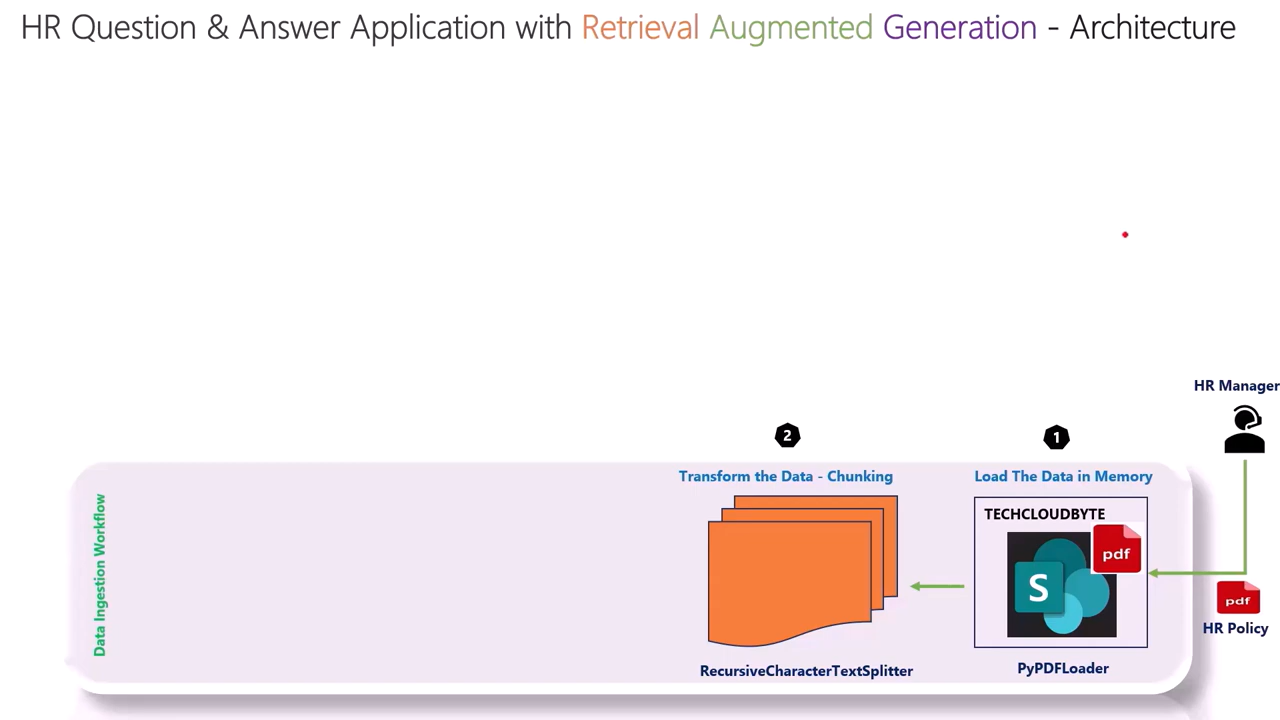 HR Question & Answer Application with Retrieval Augmented Generation - Architecture
HR Manager
2
1
Transform the Data - Chunking
Load The Data in Memory
TECHCLOUDBYTE
pdf
S
pdf
HR Policy
RecursiveCharacterTextSplitter
PyPDFLoader
Data Ingestion Workflow